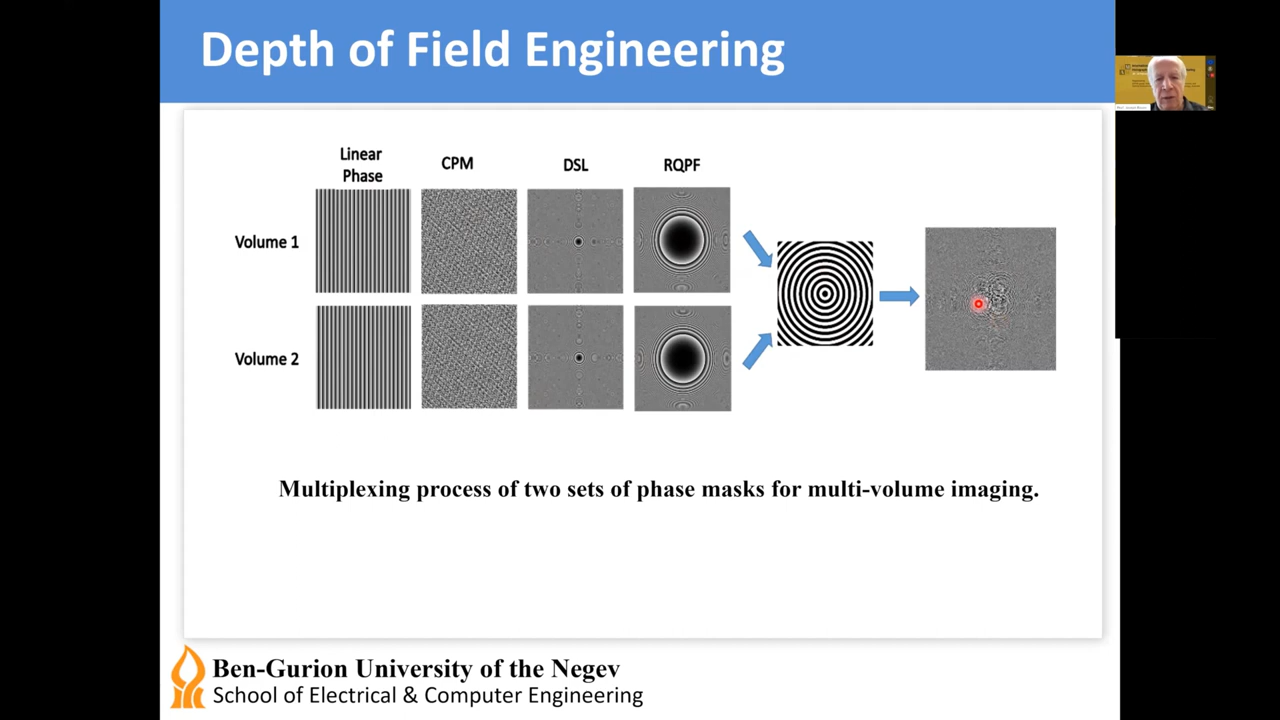 Depth of Field Engineering
Linear
Phase
CPM
DSL
RQPF
Volume 1
Volume 2
Multiplexing process of two sets of phase masks for multi-volume imaging.
Ben-Gurion University of the Negev
School of Electrical & Computer Engineering